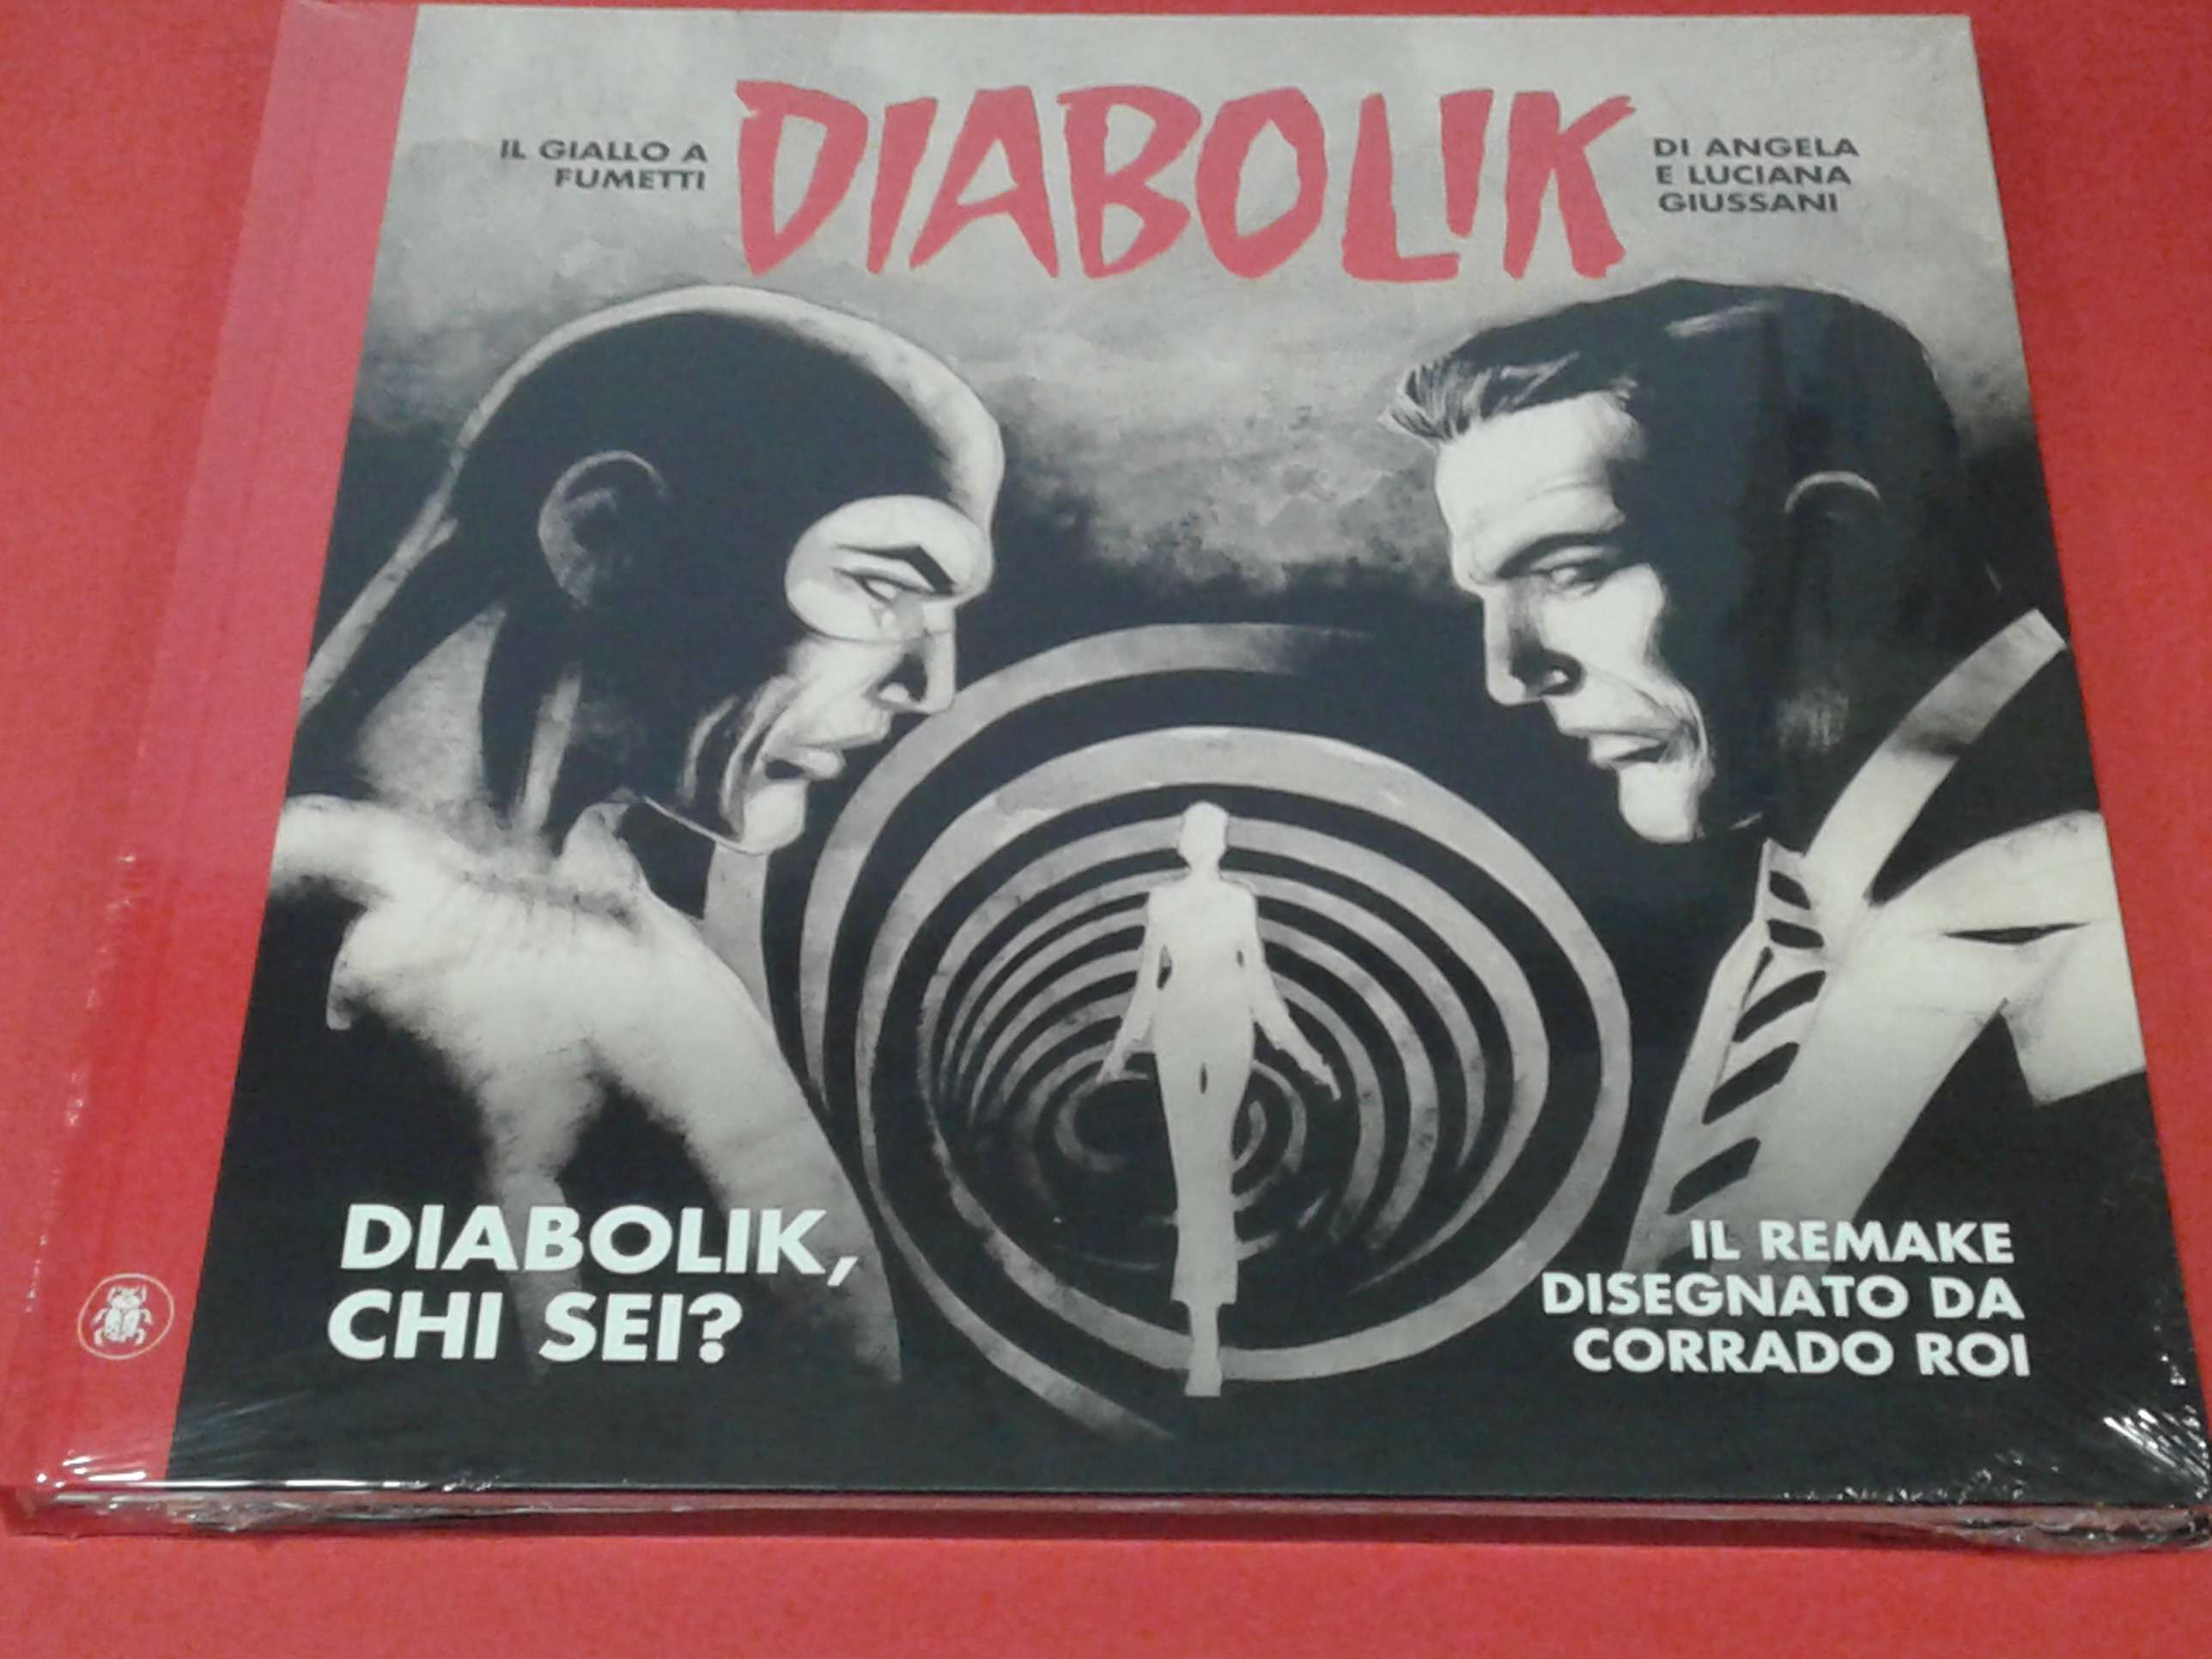 IL GIALLO A
FUMETTI
DIABOLIK
DI ANGELA
E LUCIANA
GIUSSANI
DIABOLIK,
CHI SEI?
IL REMAKE
DISEGNATO DA
CORRADO ROI